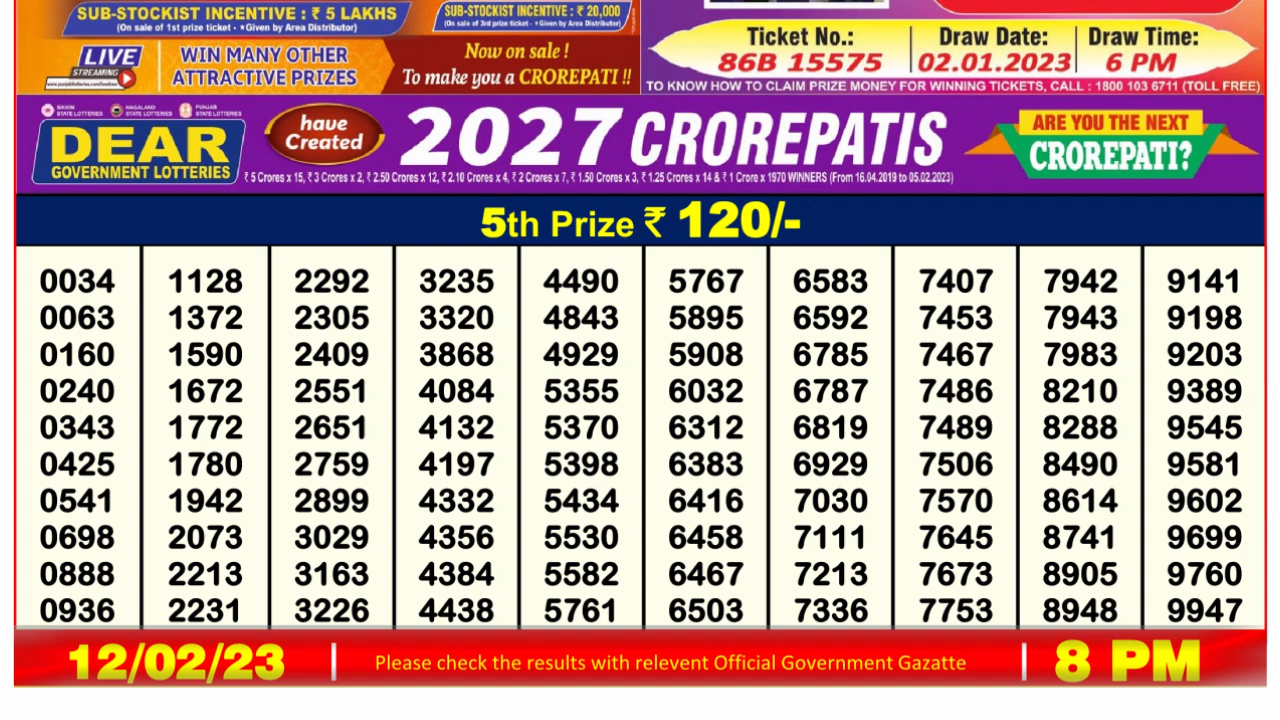 SUB-STOCKIST INCENTIVE : ₹ 5 LAKHS
(On sale of 1st prize ticket - *Given by Area Distributor)
SUB-STOCKIST INCENTIVE : ₹ 20,000
(On sale of 3rd prize ticket - *Given by Area Distributor)
LIVE
STREAMING
WIN MANY OTHER
ATTRACTIVE PRIZES
Now on sale !
To make you a CROREPATI !!
Ticket No.: Draw Date: Draw Time:
86B 15575 02.01.2023 6 PM
TO KNOW HOW TO CLAIM PRIZE MONEY FOR WINNING TICKETS, CALL : 1800 103 6711 (TOLL FREE)
SIKKIM STATE LOTTERIES
NAGALAND STATE LOTTERIES
PUNJAB STATE LOTTERIES
DEAR
GOVERNMENT LOTTERIES
have
Created
2027 CROREPATIS
₹ 5 Crores x 15, ₹ 3 Crores x 2, ₹ 2.50 Crores x 12, ₹ 2.10 Crores x 4, ₹ 2 Crores x 7, ₹ 1.50 Crores x 3, ₹ 1.25 Crores x 14 & ₹ 1 Crore x 1970 WINNERS (From 16.04.2019 to 05.02.2023)
ARE YOU THE NEXT
CROREPATI?
5th Prize ₹ 120/-
0034 1128 2292 3235 4490 5767 6583 7407 7942 9141
0063 1372 2305 3320 4843 5895 6592 7453 7943 9198
0160 1590 2409 3868 4929 5908 6785 7467 7983 9203
0240 1672 2551 4084 5355 6032 6787 7486 8210 9389
0343 1772 2651 4132 5370 6312 6819 7489 8288 9545
0425 1780 2759 4197 5398 6383 6929 7506 8490 9581
0541 1942 2899 4332 5434 6416 7030 7570 8614 9602
0698 2073 3029 4356 5530 6458 7111 7645 8741 9699
0888 2213 3163 4384 5582 6467 7213 7673 8905 9760
0936 2231 3226 4438 5761 6503 7336 7753 8948 9947
12/02/23 Please check the results with relevent Official Government Gazatte 8 PM